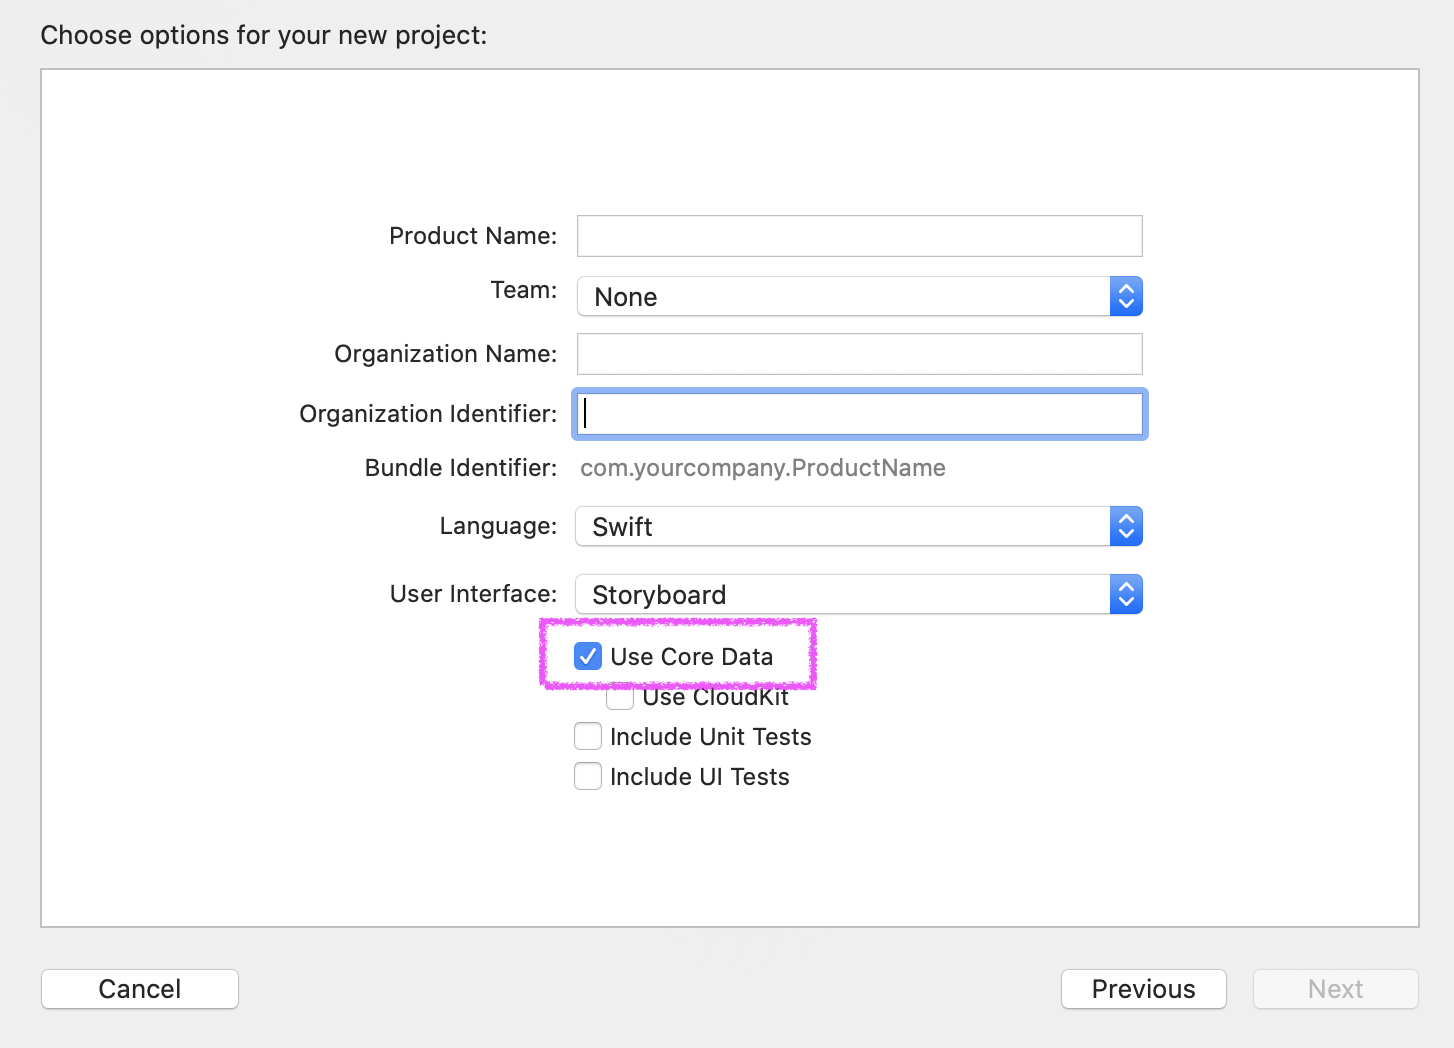 Choose options for your new project:
Product Name:
Team: None
Organization Name:
Organization Identifier:
Bundle Identifier: com.yourcompany.ProductName
Language: Swift
User Interface: Storyboard
Use Core Data
Use CloudKit
Include Unit Tests
Include UI Tests
Cancel Previous Next